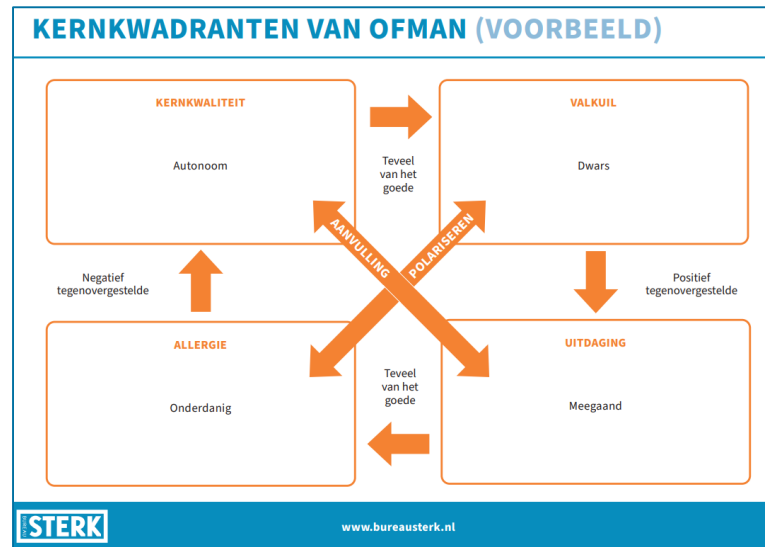 KERNKWADRANTEN VAN OFMAN (VOORBEELD)
KERNKWALITEIT
Autonoom
Teveel
van het
goede
VALKUIL
Dwars
AANVULLING
POLARISEREN
Negatief
tegenovergestelde
Positief
tegenovergestelde
ALLERGIE
Onderdanig
Teveel
van het
goede
UITDAGING
Meegaand
STERK
www.bureausterk.nl